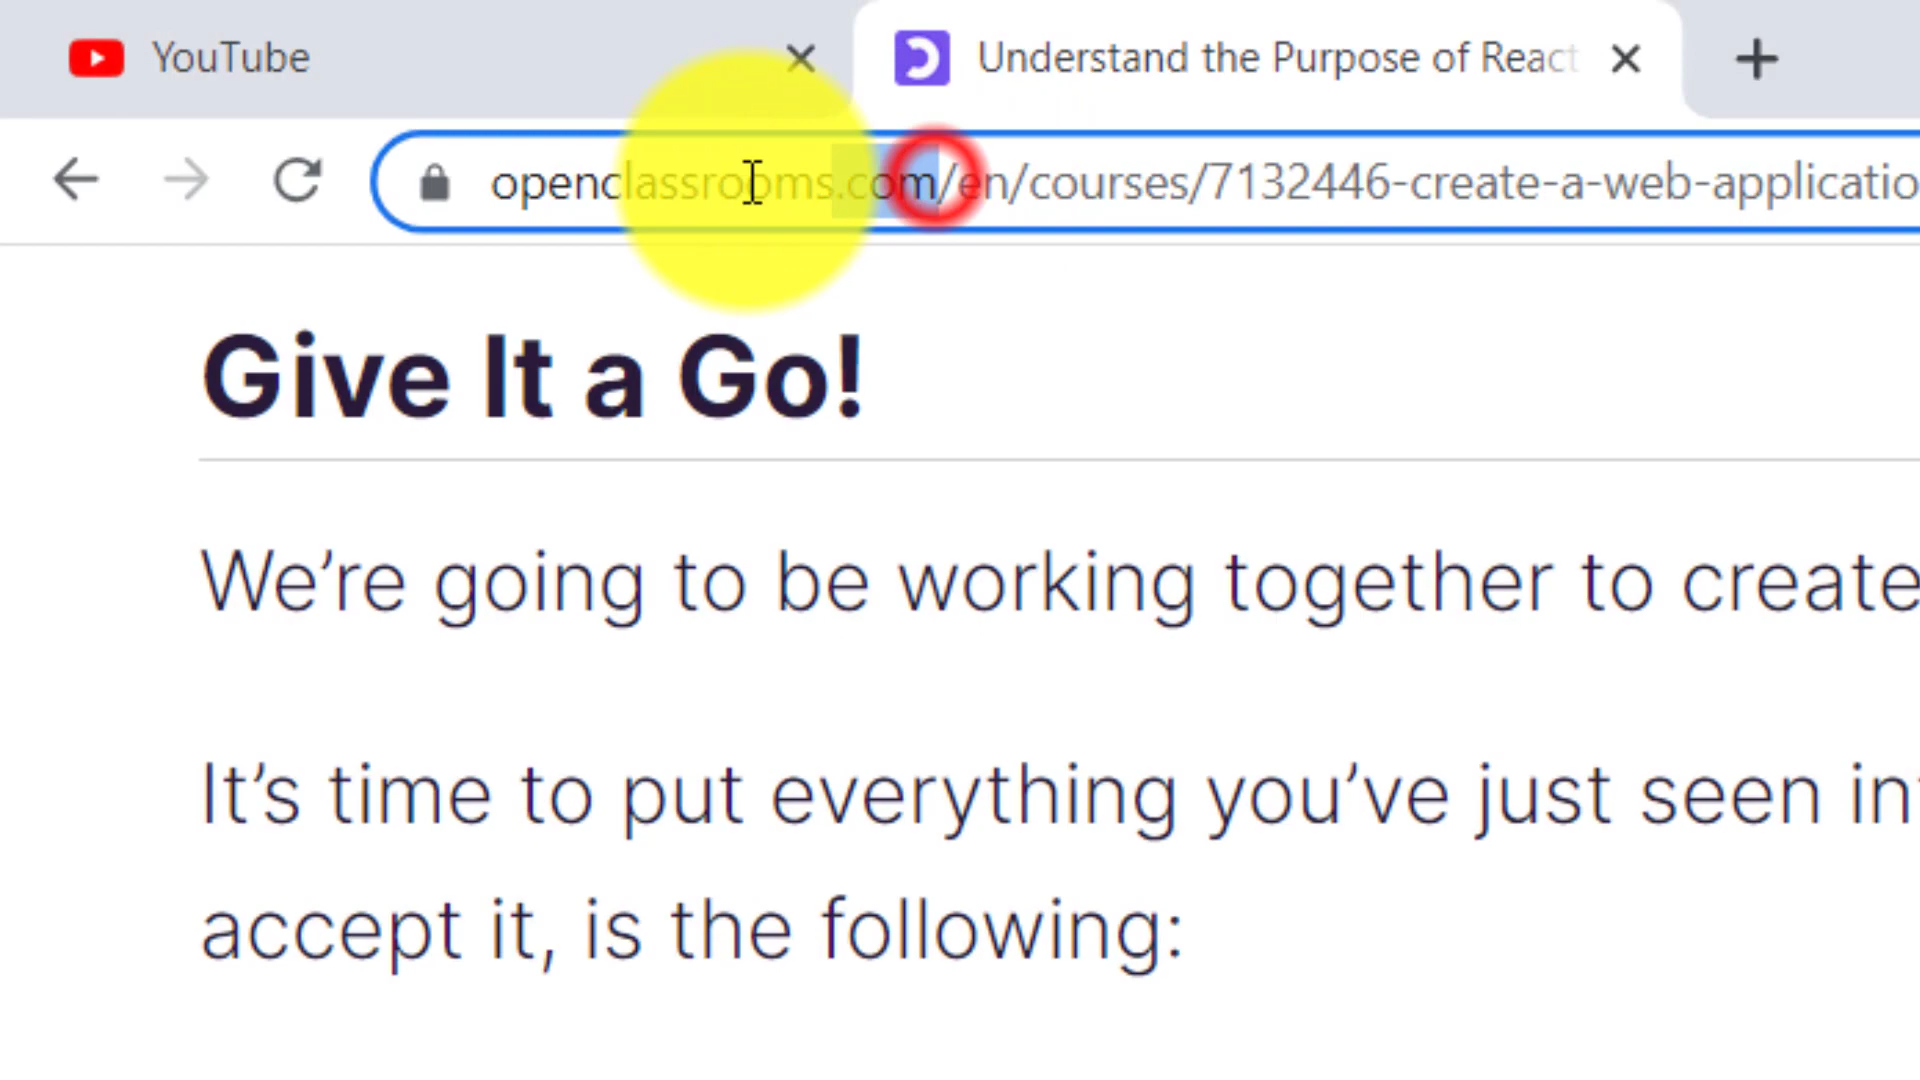 YouTube
Understand the Purpose of React
openclassrooms.com/en/courses/7132446-create-a-web-applicatio
Give It a Go!
We’re going to be working together to create
It’s time to put everything you’ve just seen in
accept it, is the following: